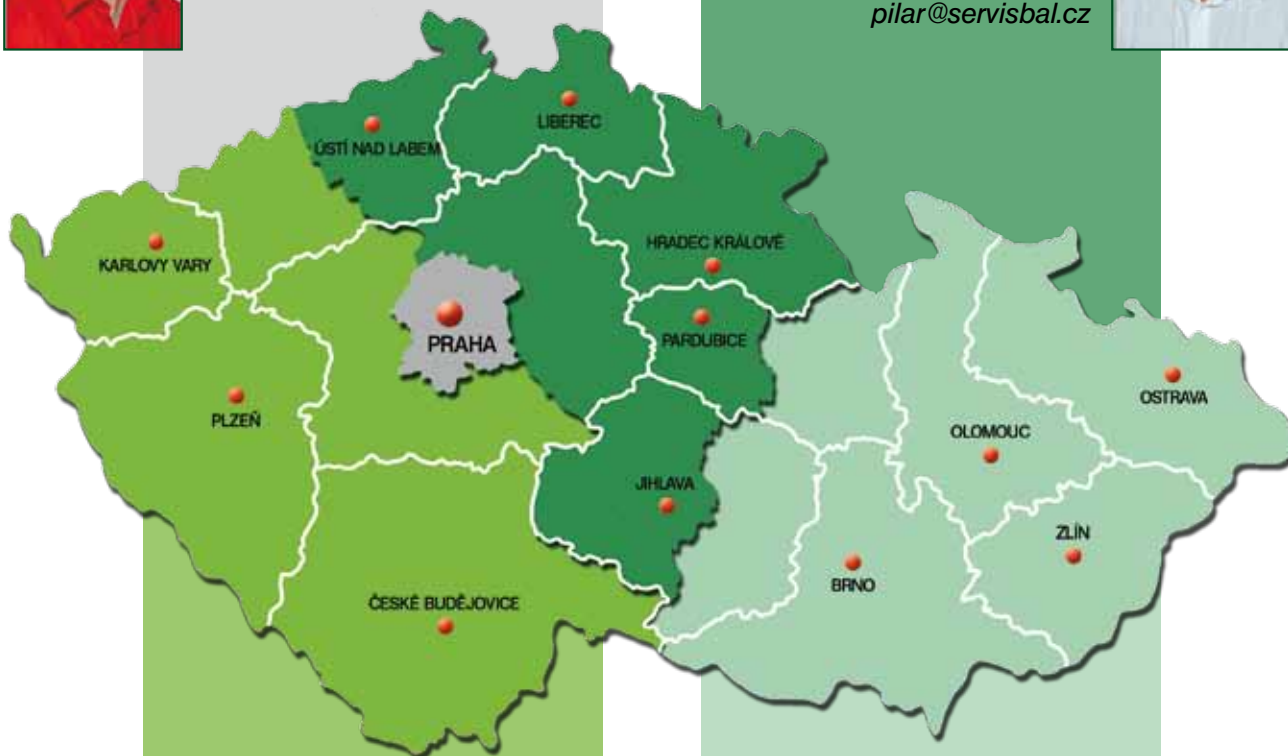 pilar@servisbal.cz
LIBEREC
ÚSTÍ NAD LABEM
HRADEC KRÁLOVÉ
KARLOVY VARY
PRAHA
PARDUBICE
OSTRAVA
PLZEŇ
OLOMOUC
JIHLAVA
ZLÍN
BRNO
ČESKÉ BUDĚJOVICE